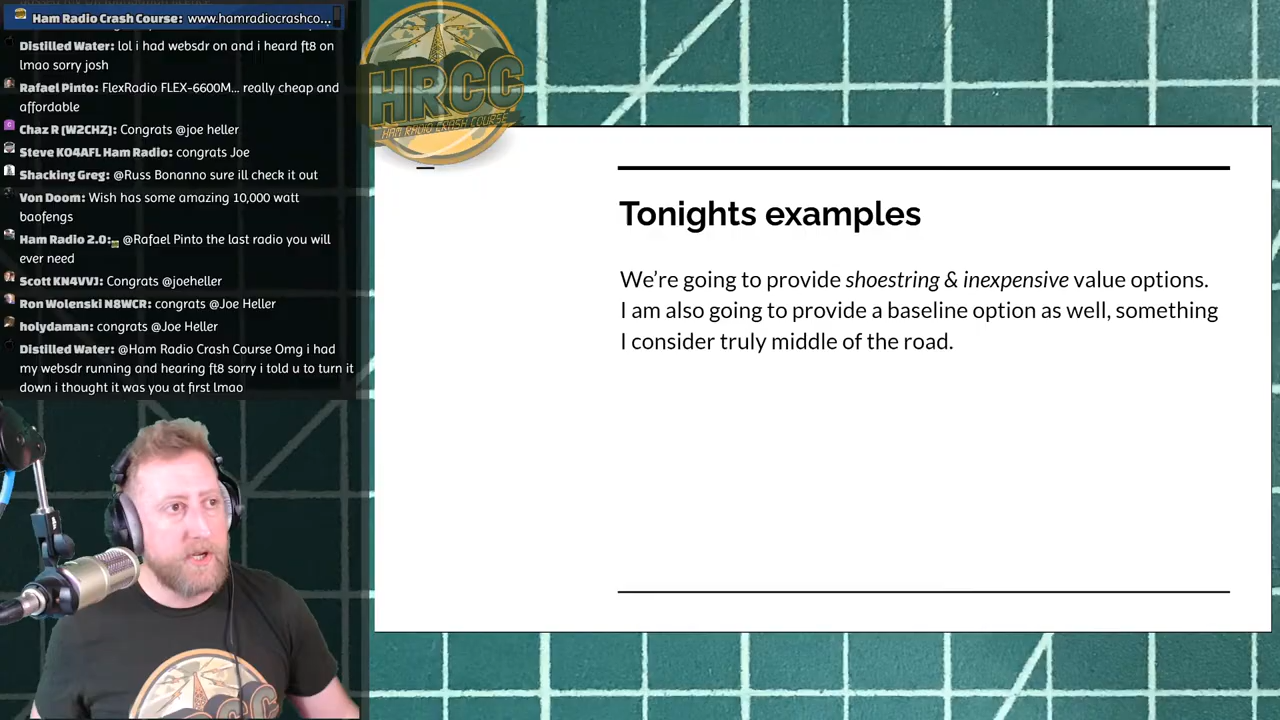 Ham Radio Crash Course: www.hamradiocrashco...
Distilled Water: lol i had websdr on and i heard ft8 on
lmao sorry josh
Rafael Pinto: FlexRadio FLEX-6600M... really cheap and
affordable
Chaz R (W2CHZ): Congrats @joe heller
Steve KO4AFL Ham Radio: congrats Joe
Shacking Greg: @Russ Bonanno sure ill check it out
Von Doom: Wish has some amazing 10,000 watt
baofengs
Ham Radio 2.0: @Rafael Pinto the last radio you will
ever need
Scott KN4VVJ: Congrats @joeheller
Ron Wolenski N8WCR: congrats @Joe Heller
holydaman: congrats @Joe Heller
Distilled Water: @Ham Radio Crash Course Omg i had
my websdr running and hearing ft8 sorry i told u to turn it
down i thought it was you at first lmao
HRCC
HAM RADIO CRASH COURSE
Tonights examples
We're going to provide shoestring & inexpensive value options.
I am also going to provide a baseline option as well, something
I consider truly middle of the road.